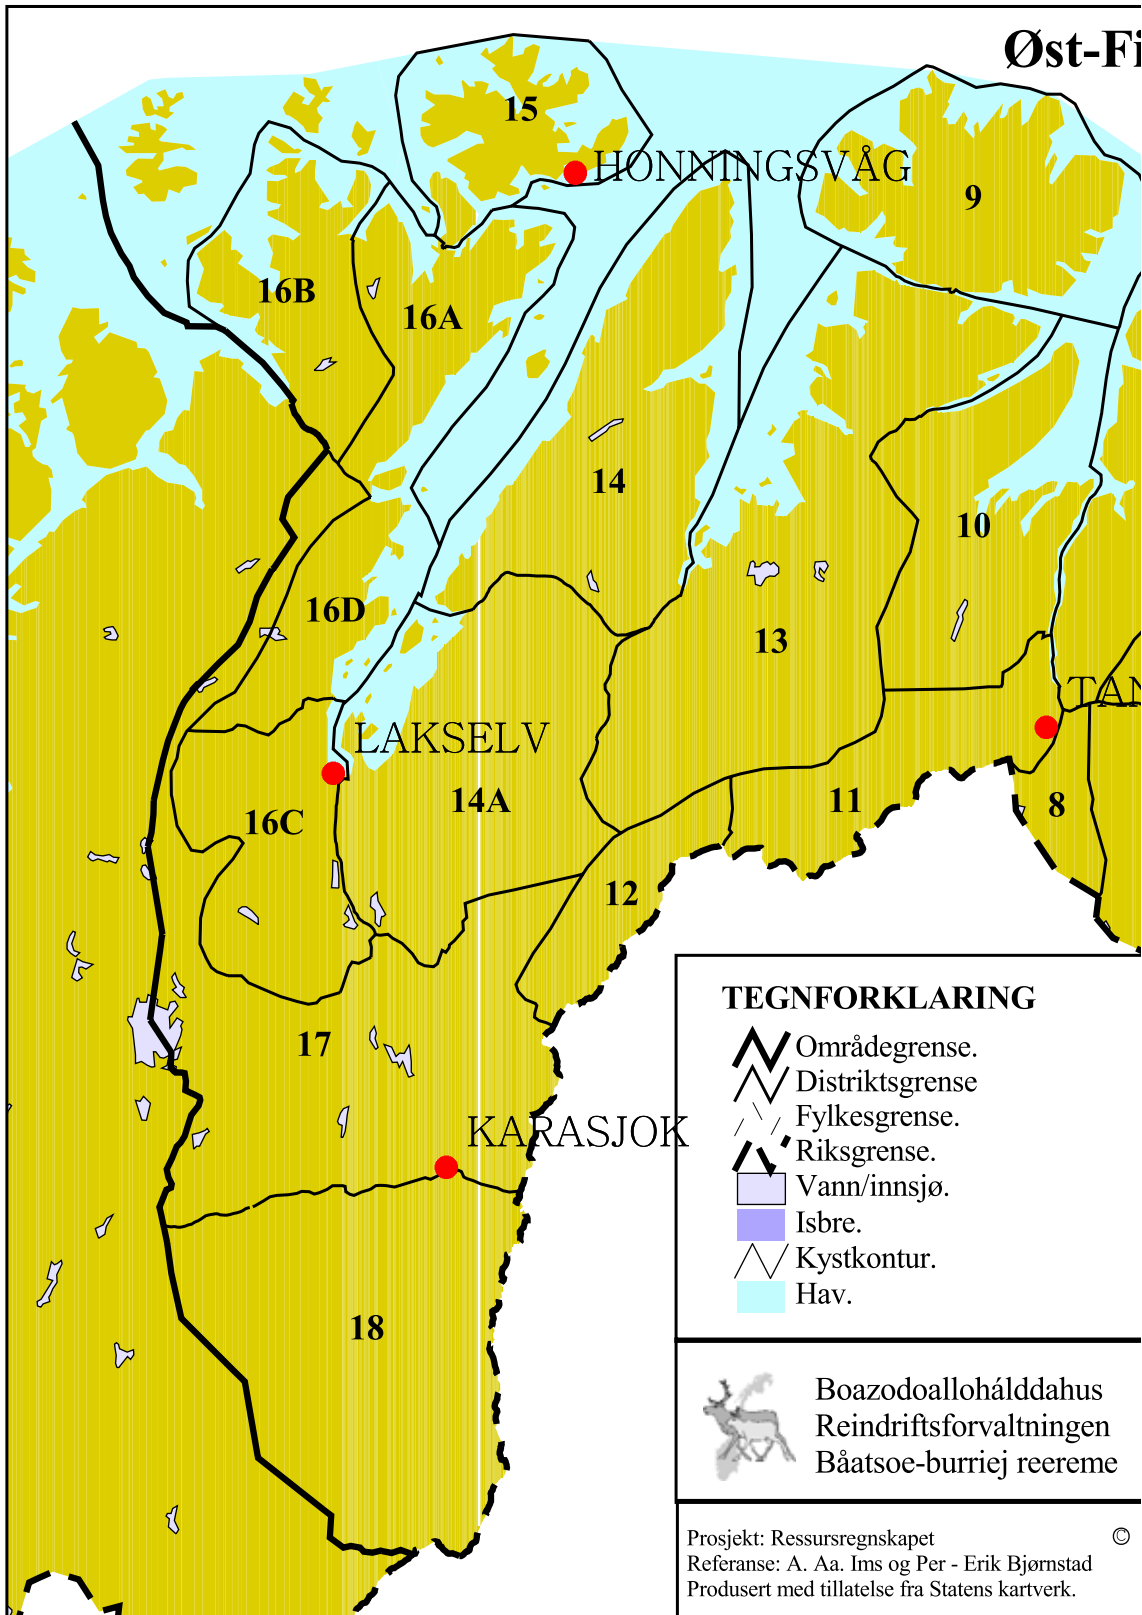 Øst-Fi
15
HONNINGSVÅG
9
16B
16A
14
10
16D
13
TAN
LAKSELV
14A
11
8
16C
12
TEGNFORKLARING
17
Områdegrense.
Distriktsgrense
Fylkesgrense.
KARASJOK
Riksgrense.
Vann/innsjø.
Isbre.
Kystkontur.
Hav.
18
Boazodoallohálddahus
Reindriftsforvaltningen
Båatsoe-burriej reereme
Prosjekt: Ressursregnskapet ©
Referanse: A. Aa. Ims og Per - Erik Bjørnstad
Produsert med tillatelse fra Statens kartverk.